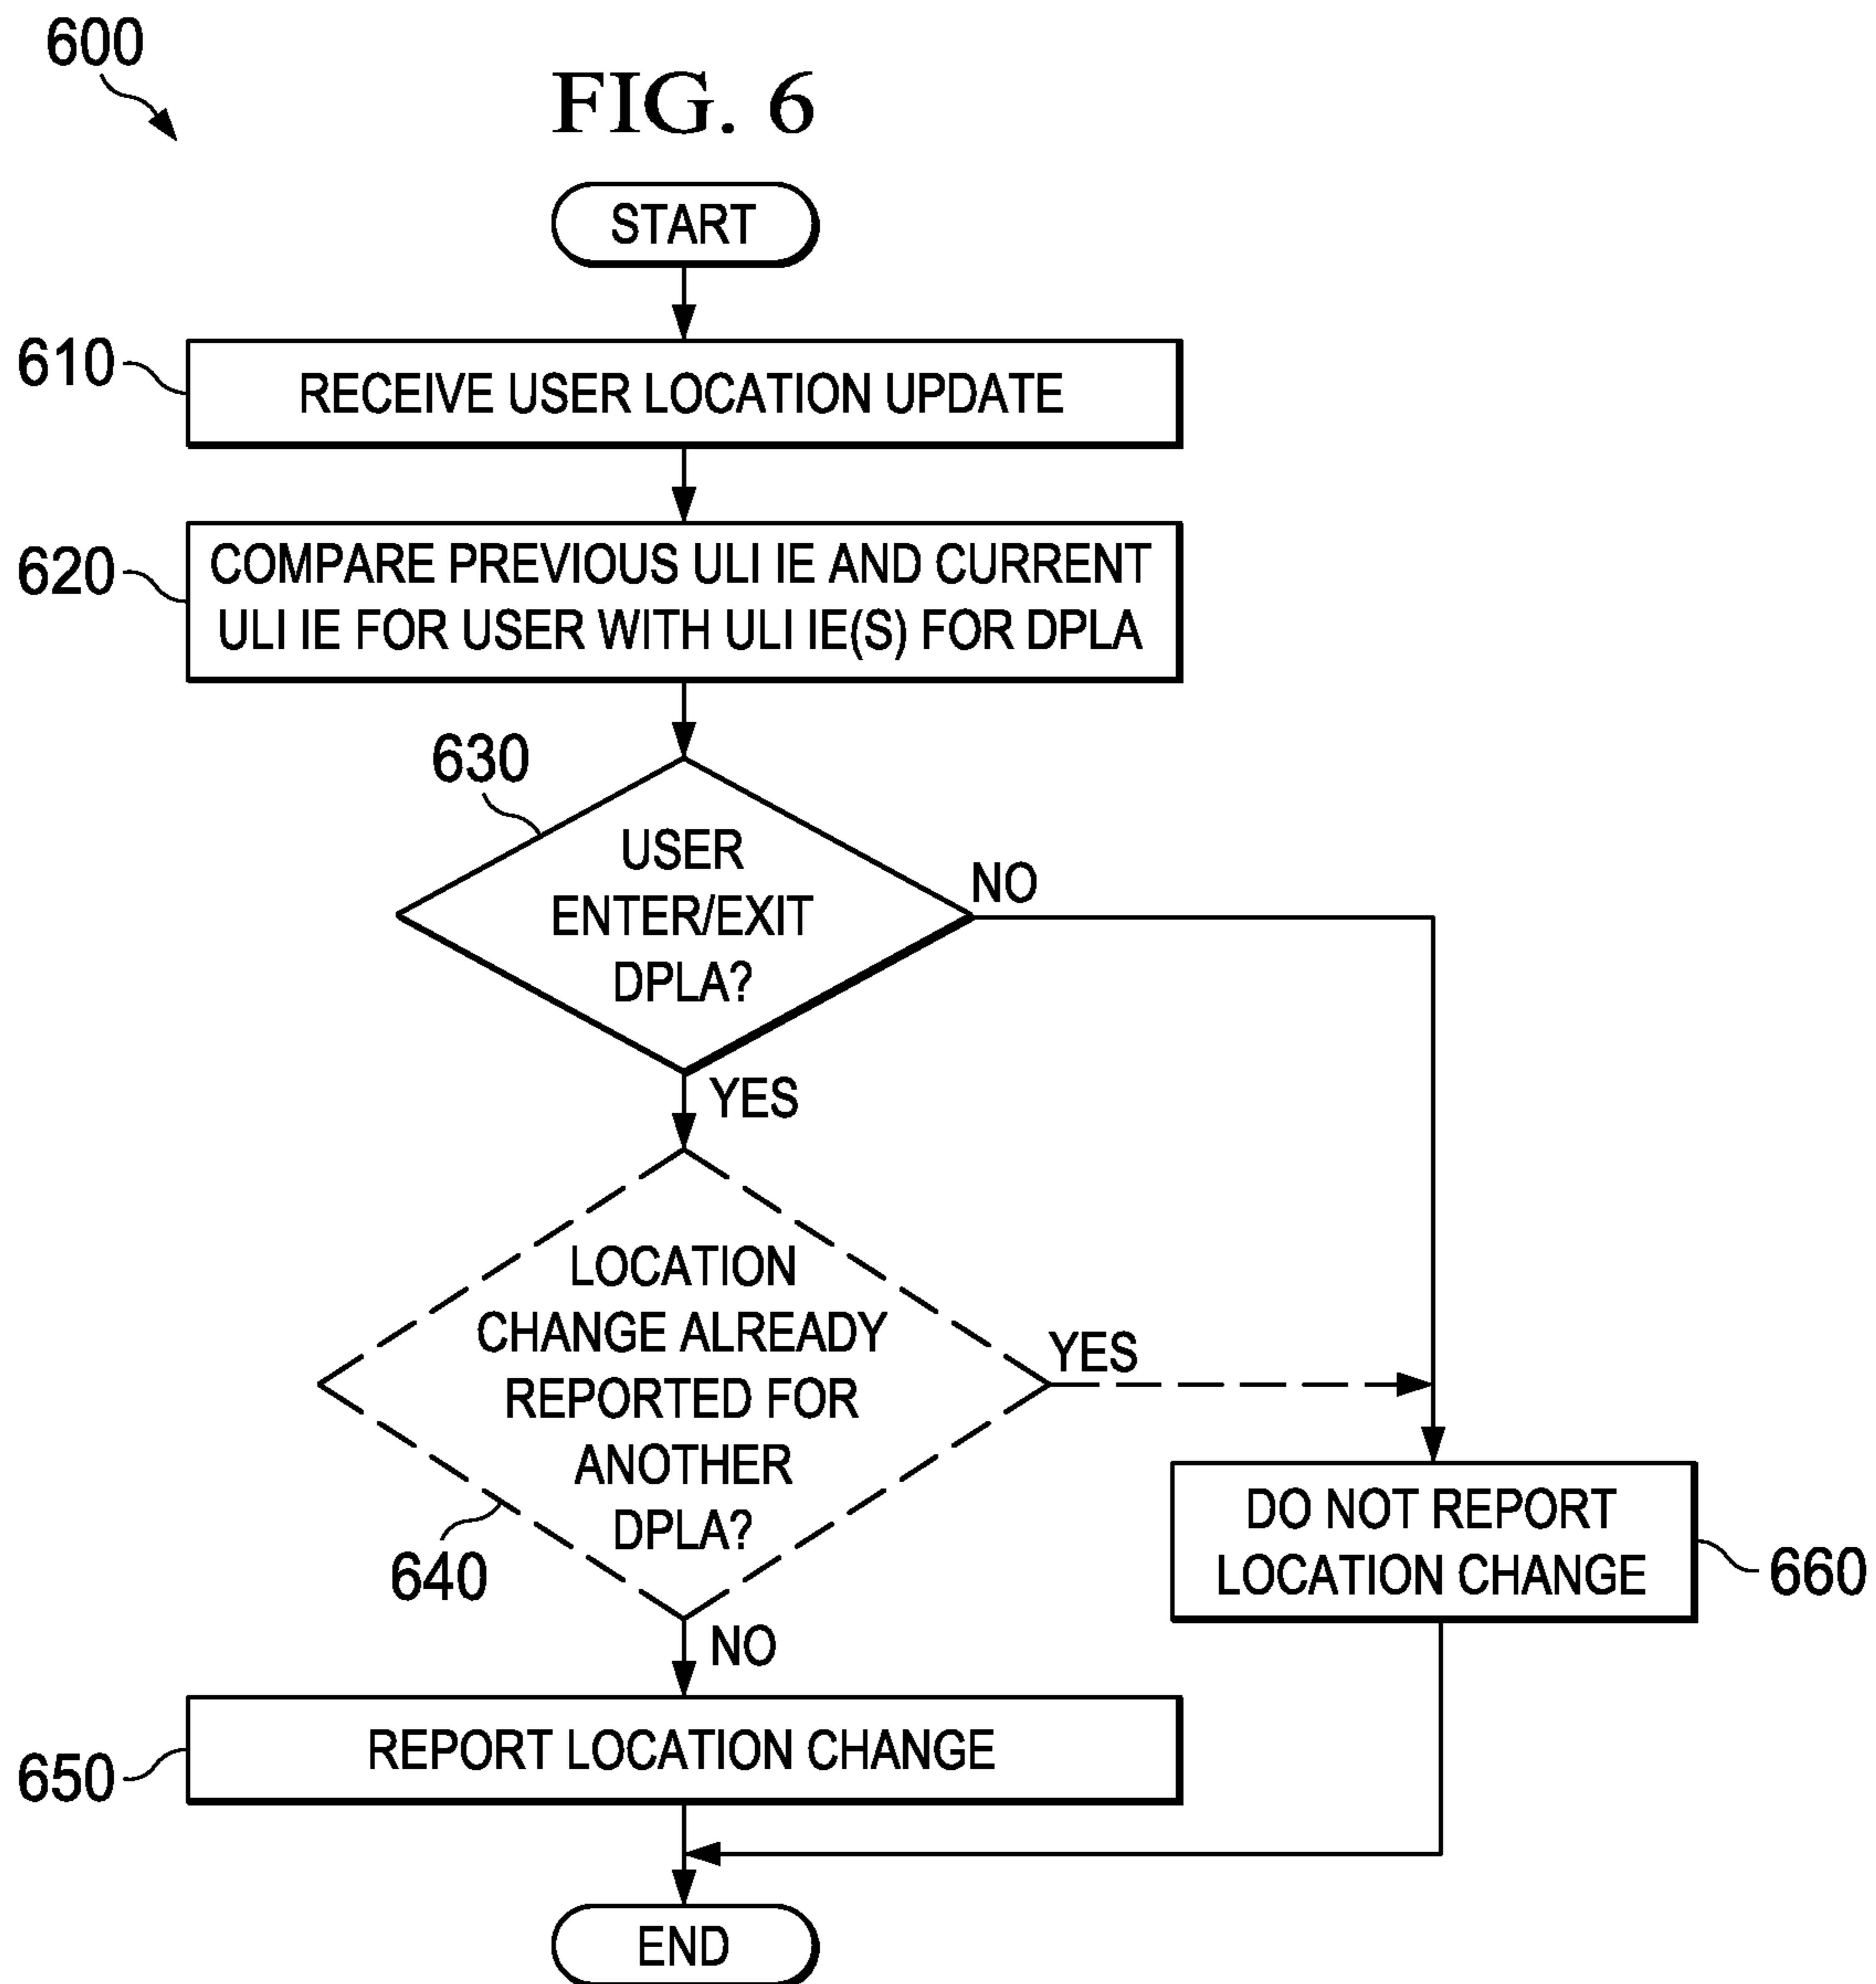 600
FIG. 6
START
610
RECEIVE USER LOCATION UPDATE
620
COMPARE PREVIOUS ULI IE AND CURRENT
ULI IE FOR USER WITH ULI IE(S) FOR DPLA
630
USER
ENTER/EXIT
DPLA?
NO
YES
LOCATION
CHANGE ALREADY
REPORTED FOR
ANOTHER
DPLA?
YES
640
NO
DO NOT REPORT
LOCATION CHANGE
660
650
REPORT LOCATION CHANGE
END